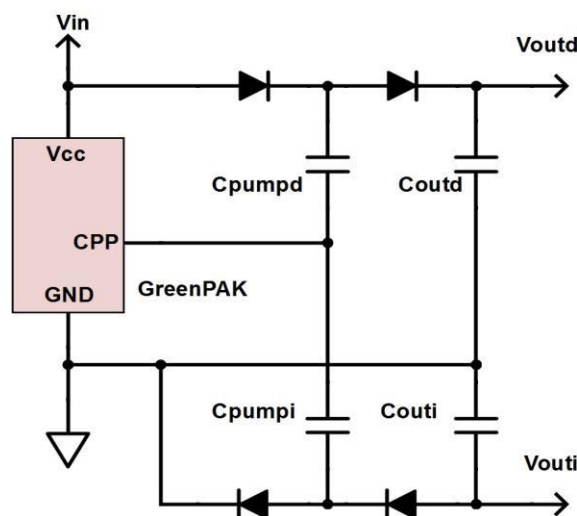 Vin
Voutd
Vcc
Cpumpd
Coutd
CPP
GND
GreenPAK
Cpumpi
Couti
Vouti